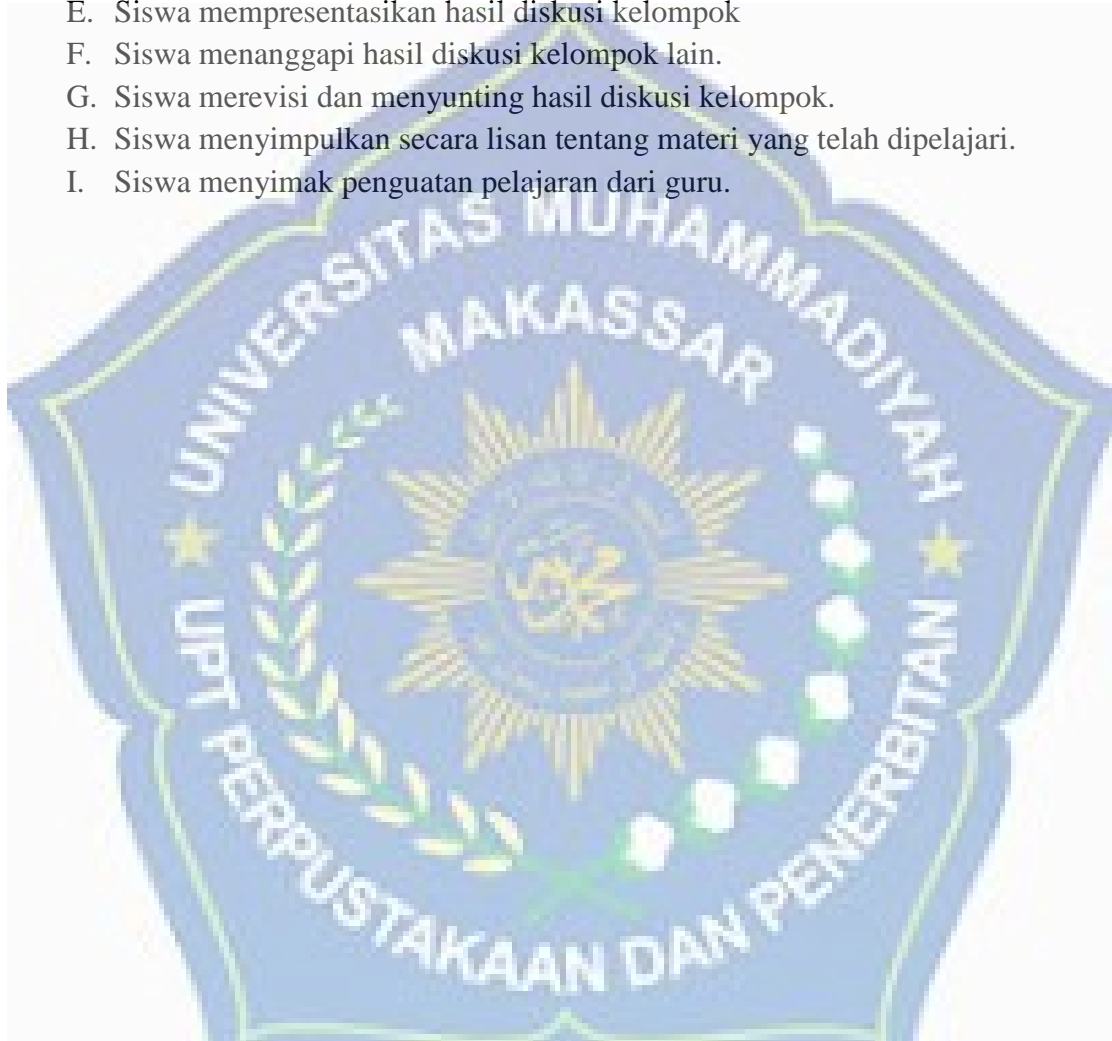 E. Siswa mempresentasikan hasil diskusi kelompok
F. Siswa menanggapi hasil diskusi kelompok lain.
G. Siswa merevisi dan menyunting hasil diskusi kelompok.
H. Siswa menyimpulkan secara lisan tentang materi yang telah dipelajari.
I. Siswa menyimak penguatan pelajaran dari guru.
UNIVERSITAS MUHAMMADIYAH
MAKASSAR
UPT PERPUSTAKAAN DAN PENERBITAN